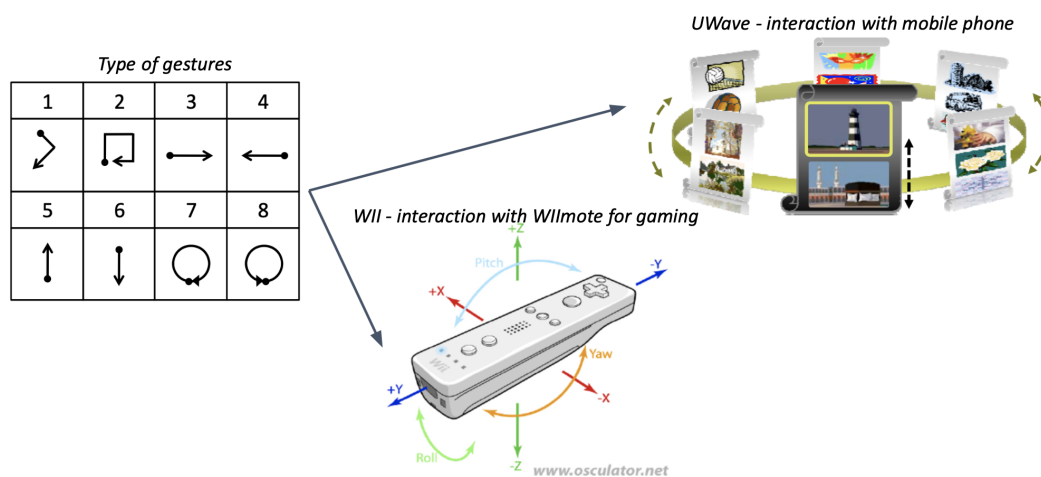 UWave - interaction with mobile phone
Type of gestures
1 2 3 4
5 6 7 8
WII - interaction with WIImote for gaming
+Z
Pitch
-Y
+X
Wii
Yaw
+Y
-X
Roll
-Z
www.osculator.net